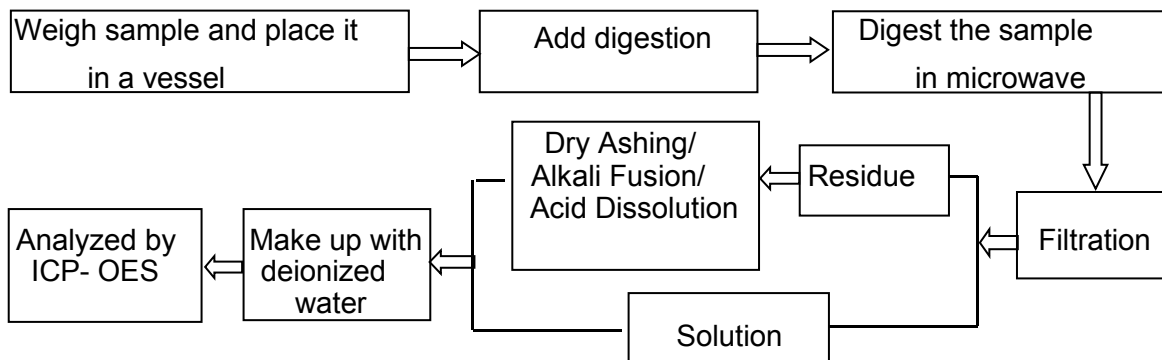 Weigh sample and place it
in a vessel
Add digestion
Digest the sample
in microwave
Filtration
Residue
Dry Ashing/
Alkali Fusion/
Acid Dissolution
Solution
Make up with
deionized
water
Analyzed by
ICP- OES